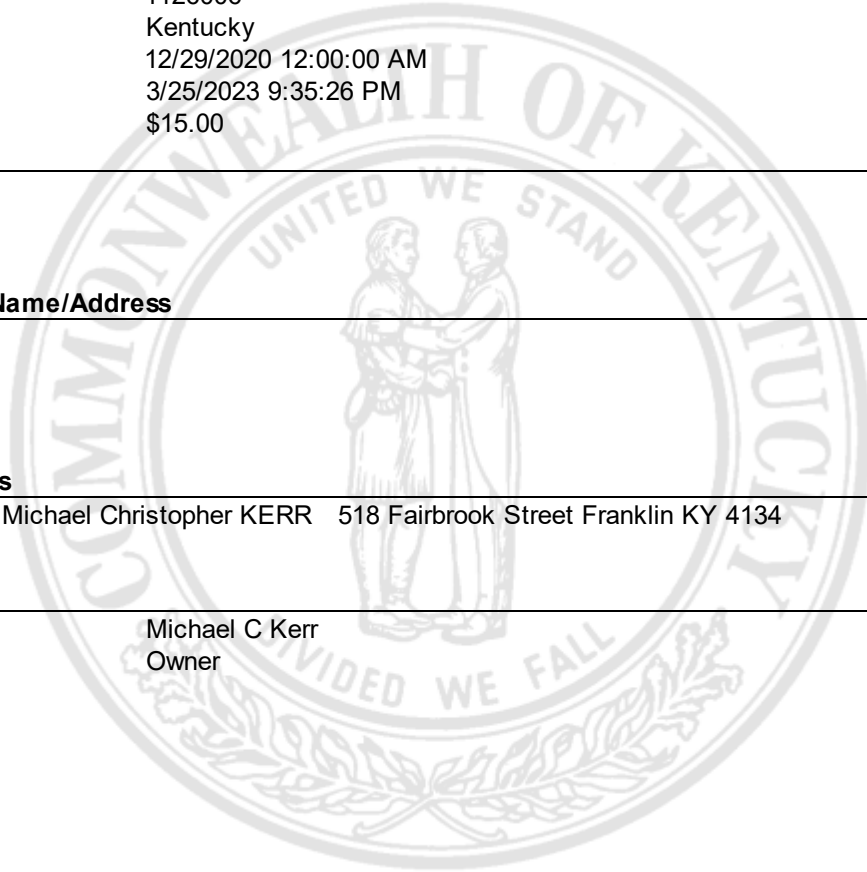 Kentucky
12/29/2020 12:00:00 AM
3/25/2023 9:35:26 PM
$15.00
COMMONWEALTH OF KENTUCKY
UNITED WE STAND
Name/Address
s
Michael Christopher KERR 518 Fairbrook Street Franklin KY 4134
Michael C Kerr
Owner
DIVIDED WE FALL